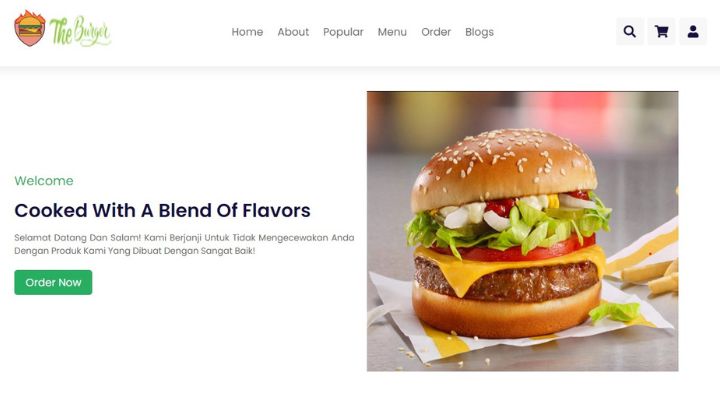 The Burger
Home About Popular Menu Order Blogs
Welcome
Cooked With A Blend Of Flavors
Selamat Datang Dan Salam! Kami Berjanji Untuk Tidak Mengecewakan Anda
Dengan Produk Kami Yang Dibuat Dengan Sangat Baik!
Order Now